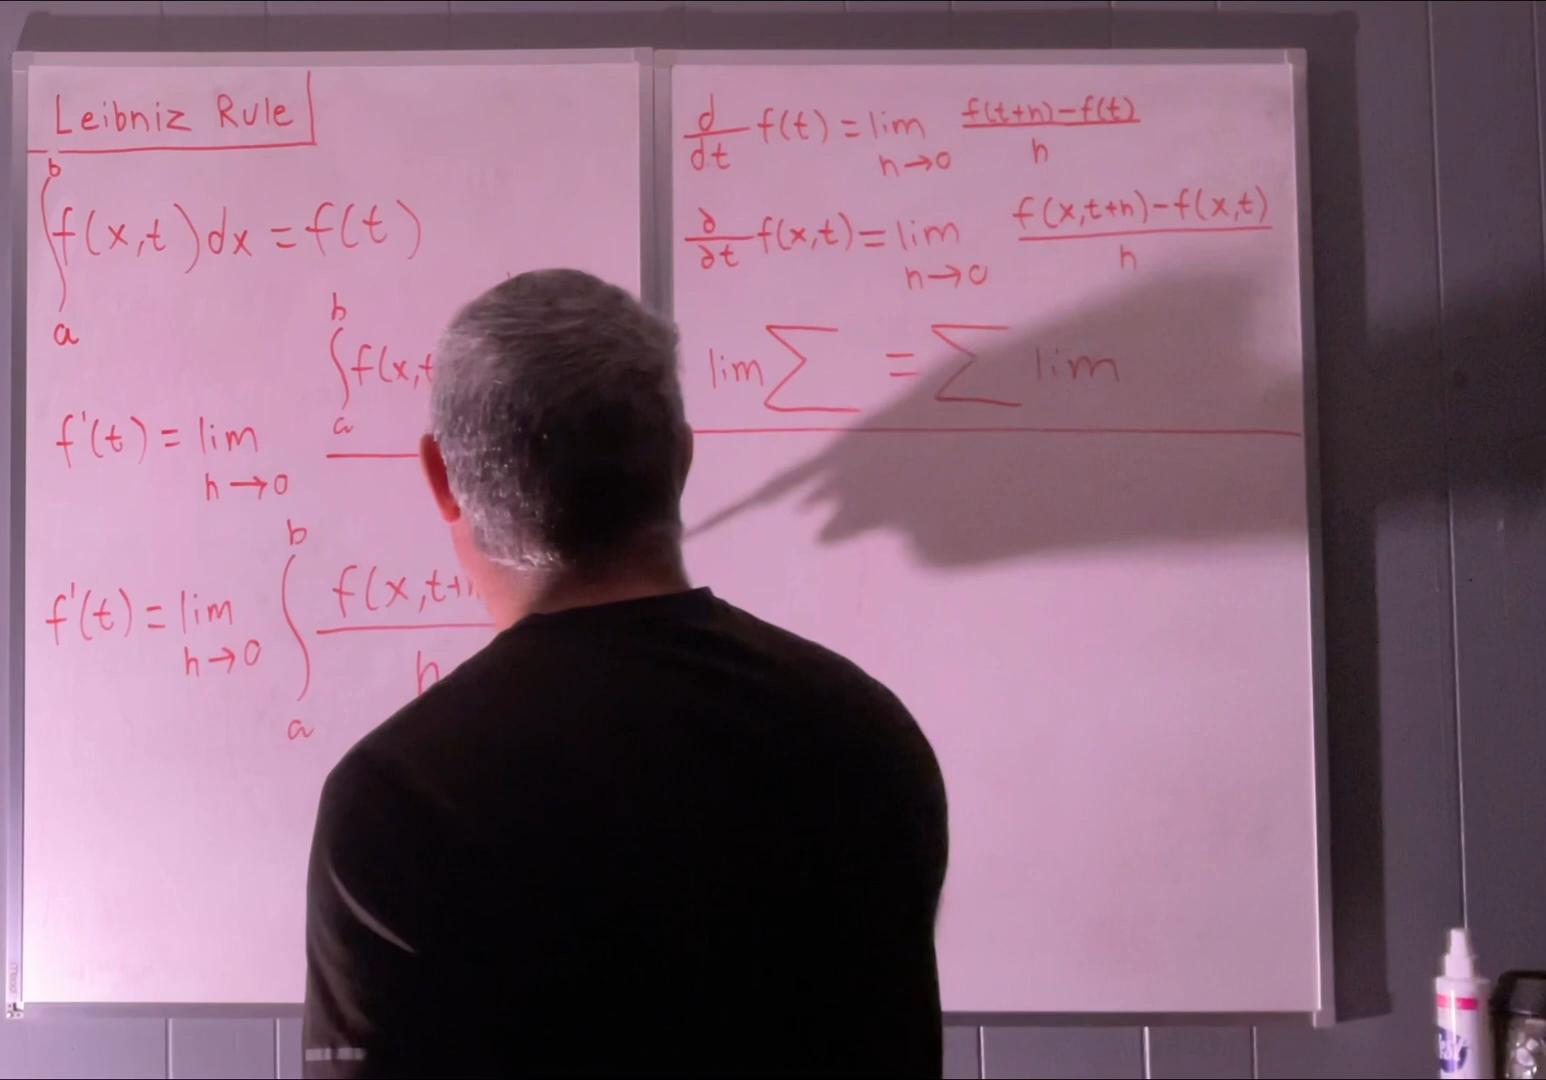 Leibniz Rule
b
∫ f(x,t)dx = f(t)
a
b
∫ f(x,t
a
f'(t) = lim
h→0
b
f'(t) = lim ∫ f(x,t+h
h→0 h
a
d/dt f(t) = lim f(t+h)-f(t)
h→0 h
∂/∂t f(x,t) = lim f(x,t+h)-f(x,t)
h→0 h
lim Σ = Σ lim